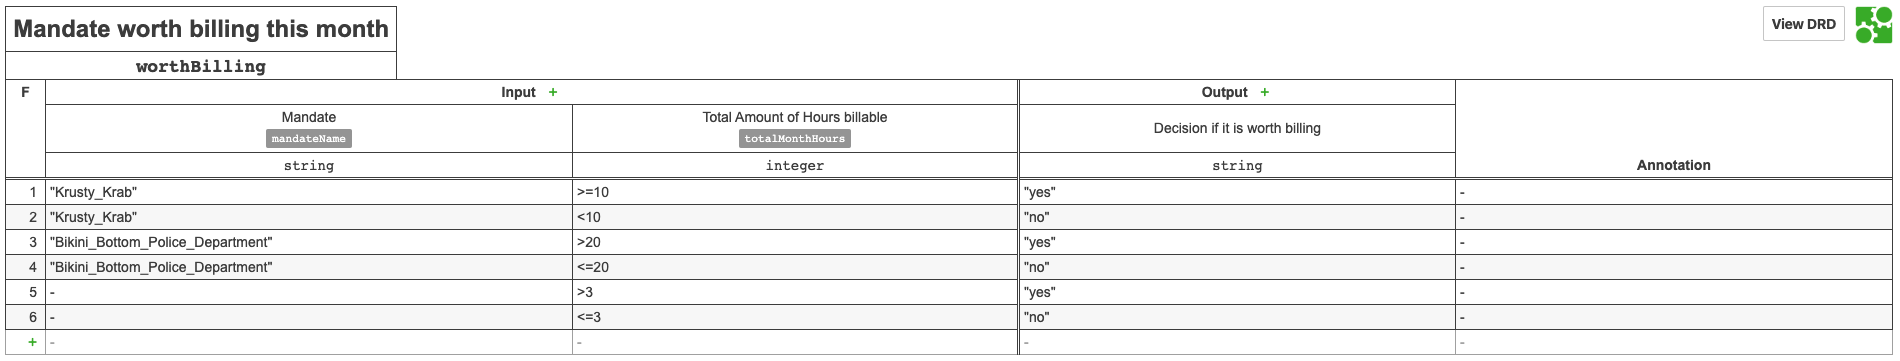 Mandate worth billing this month
View DRD
worthBilling
F Input + Output + Annotation
Mandate Total Amount of Hours billable Decision if it is worth billing
mandateName totalMonthHours
string integer string
1 "Krusty_Krab" >=10 "yes" -
2 "Krusty_Krab" <10 "no" -
3 "Bikini_Bottom_Police_Department" >20 "yes" -
4 "Bikini_Bottom_Police_Department" <=20 "no" -
5 - >3 "yes" -
6 - <=3 "no" -
+ - - - -